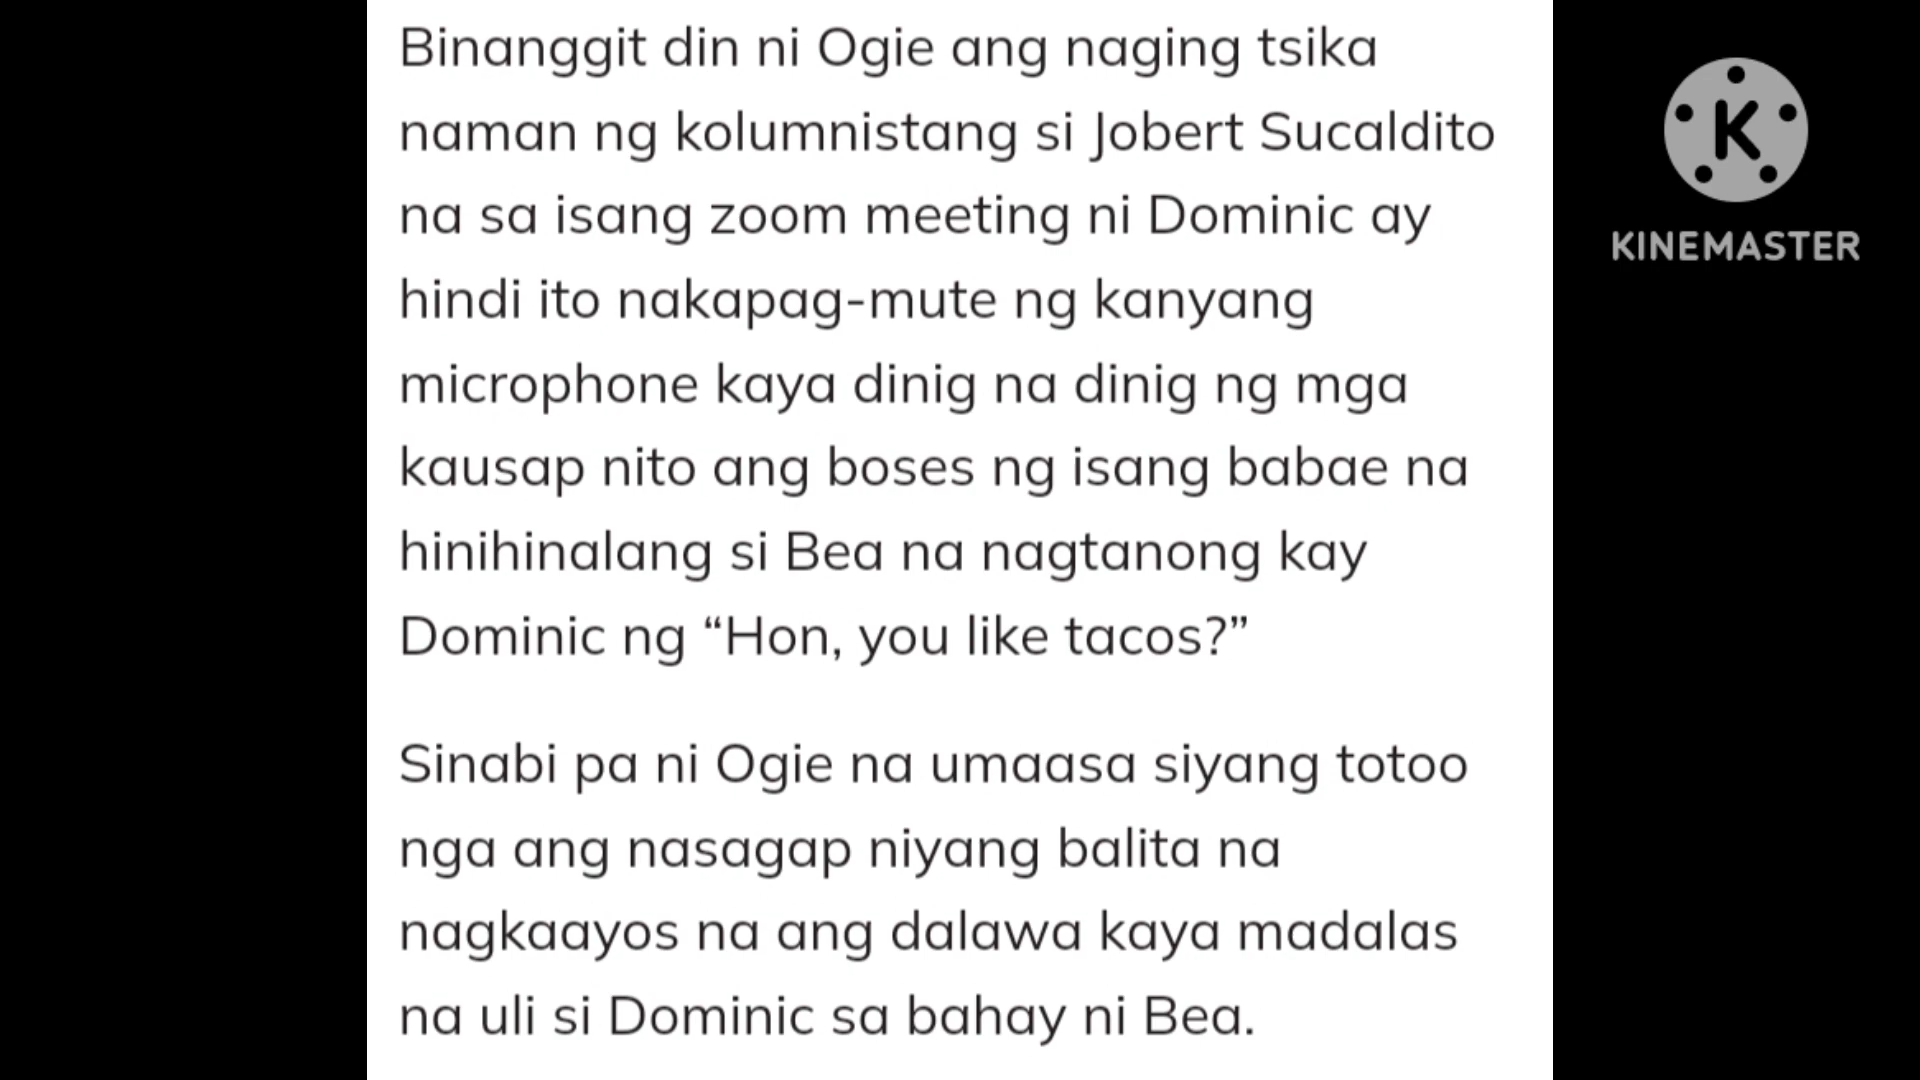 Binanggit din ni Ogie ang naging tsika
naman ng kolumnistang si Jobert Sucaldito
na sa isang zoom meeting ni Dominic ay
hindi ito nakapag-mute ng kanyang
microphone kaya dinig na dinig ng mga
kausap nito ang boses ng isang babae na
hinihinalang si Bea na nagtanong kay
Dominic ng “Hon, you like tacos?”
Sinabi pa ni Ogie na umaasa siyang totoo
nga ang nasagap niyang balita na
nagkaayos na ang dalawa kaya madalas
na uli si Dominic sa bahay ni Bea.
K
KINEMASTER